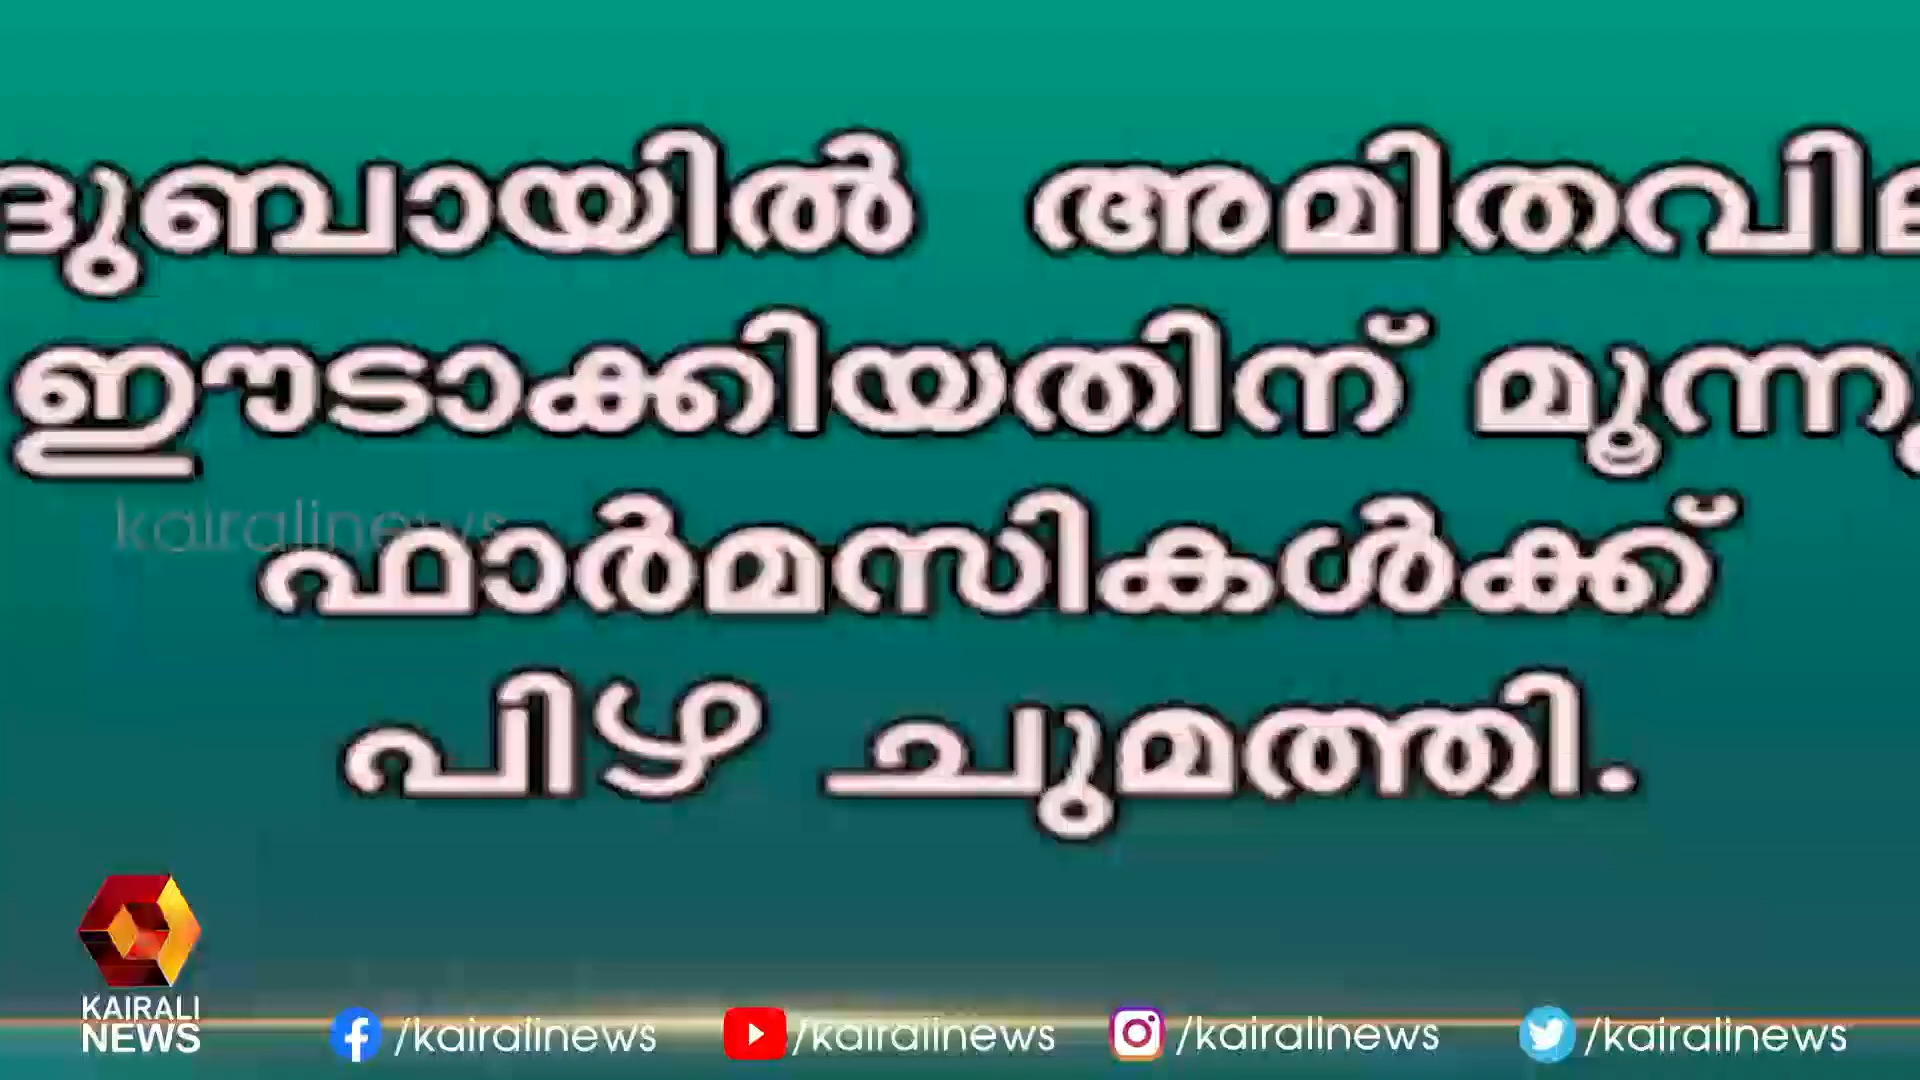 ദുബായിൽ അമിതവില
ഈടാക്കിയതിന് മൂന്നു
kairalinews
ഫാർമസികൾക്ക്
പിഴ ചുമത്തി.
KAIRALI
NEWS
/kairalinews /kairalinews /kairalinews /kairalinews